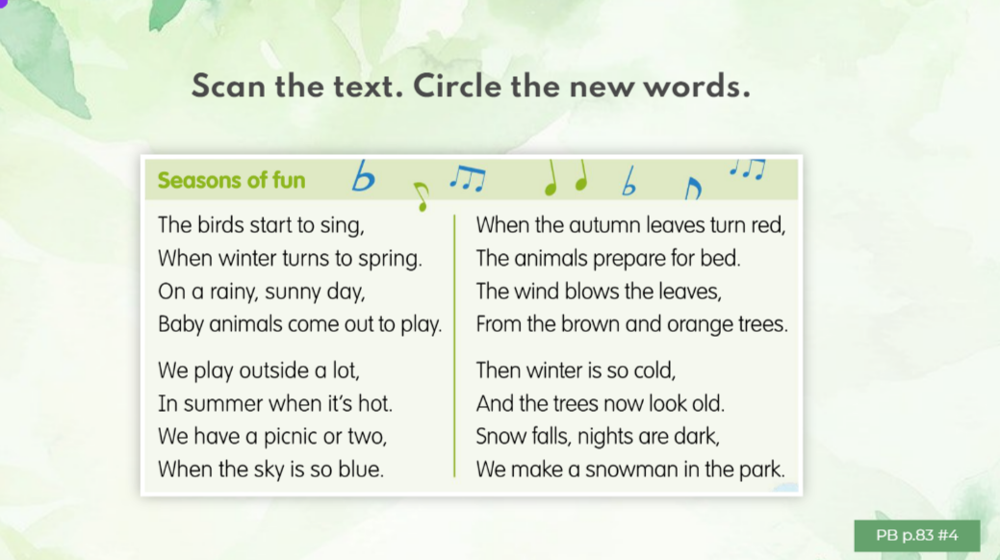 Scan the text. Circle the new words.
Seasons of fun
The birds start to sing,
When winter turns to spring.
On a rainy, sunny day,
Baby animals come out to play.
We play outside a lot,
In summer when it's hot.
We have a picnic or two,
When the sky is so blue.
When the autumn leaves turn red,
The animals prepare for bed.
The wind blows the leaves,
From the brown and orange trees.
Then winter is so cold,
And the trees now look old.
Snow falls, nights are dark,
We make a snowman in the park.
PB p.83 #4